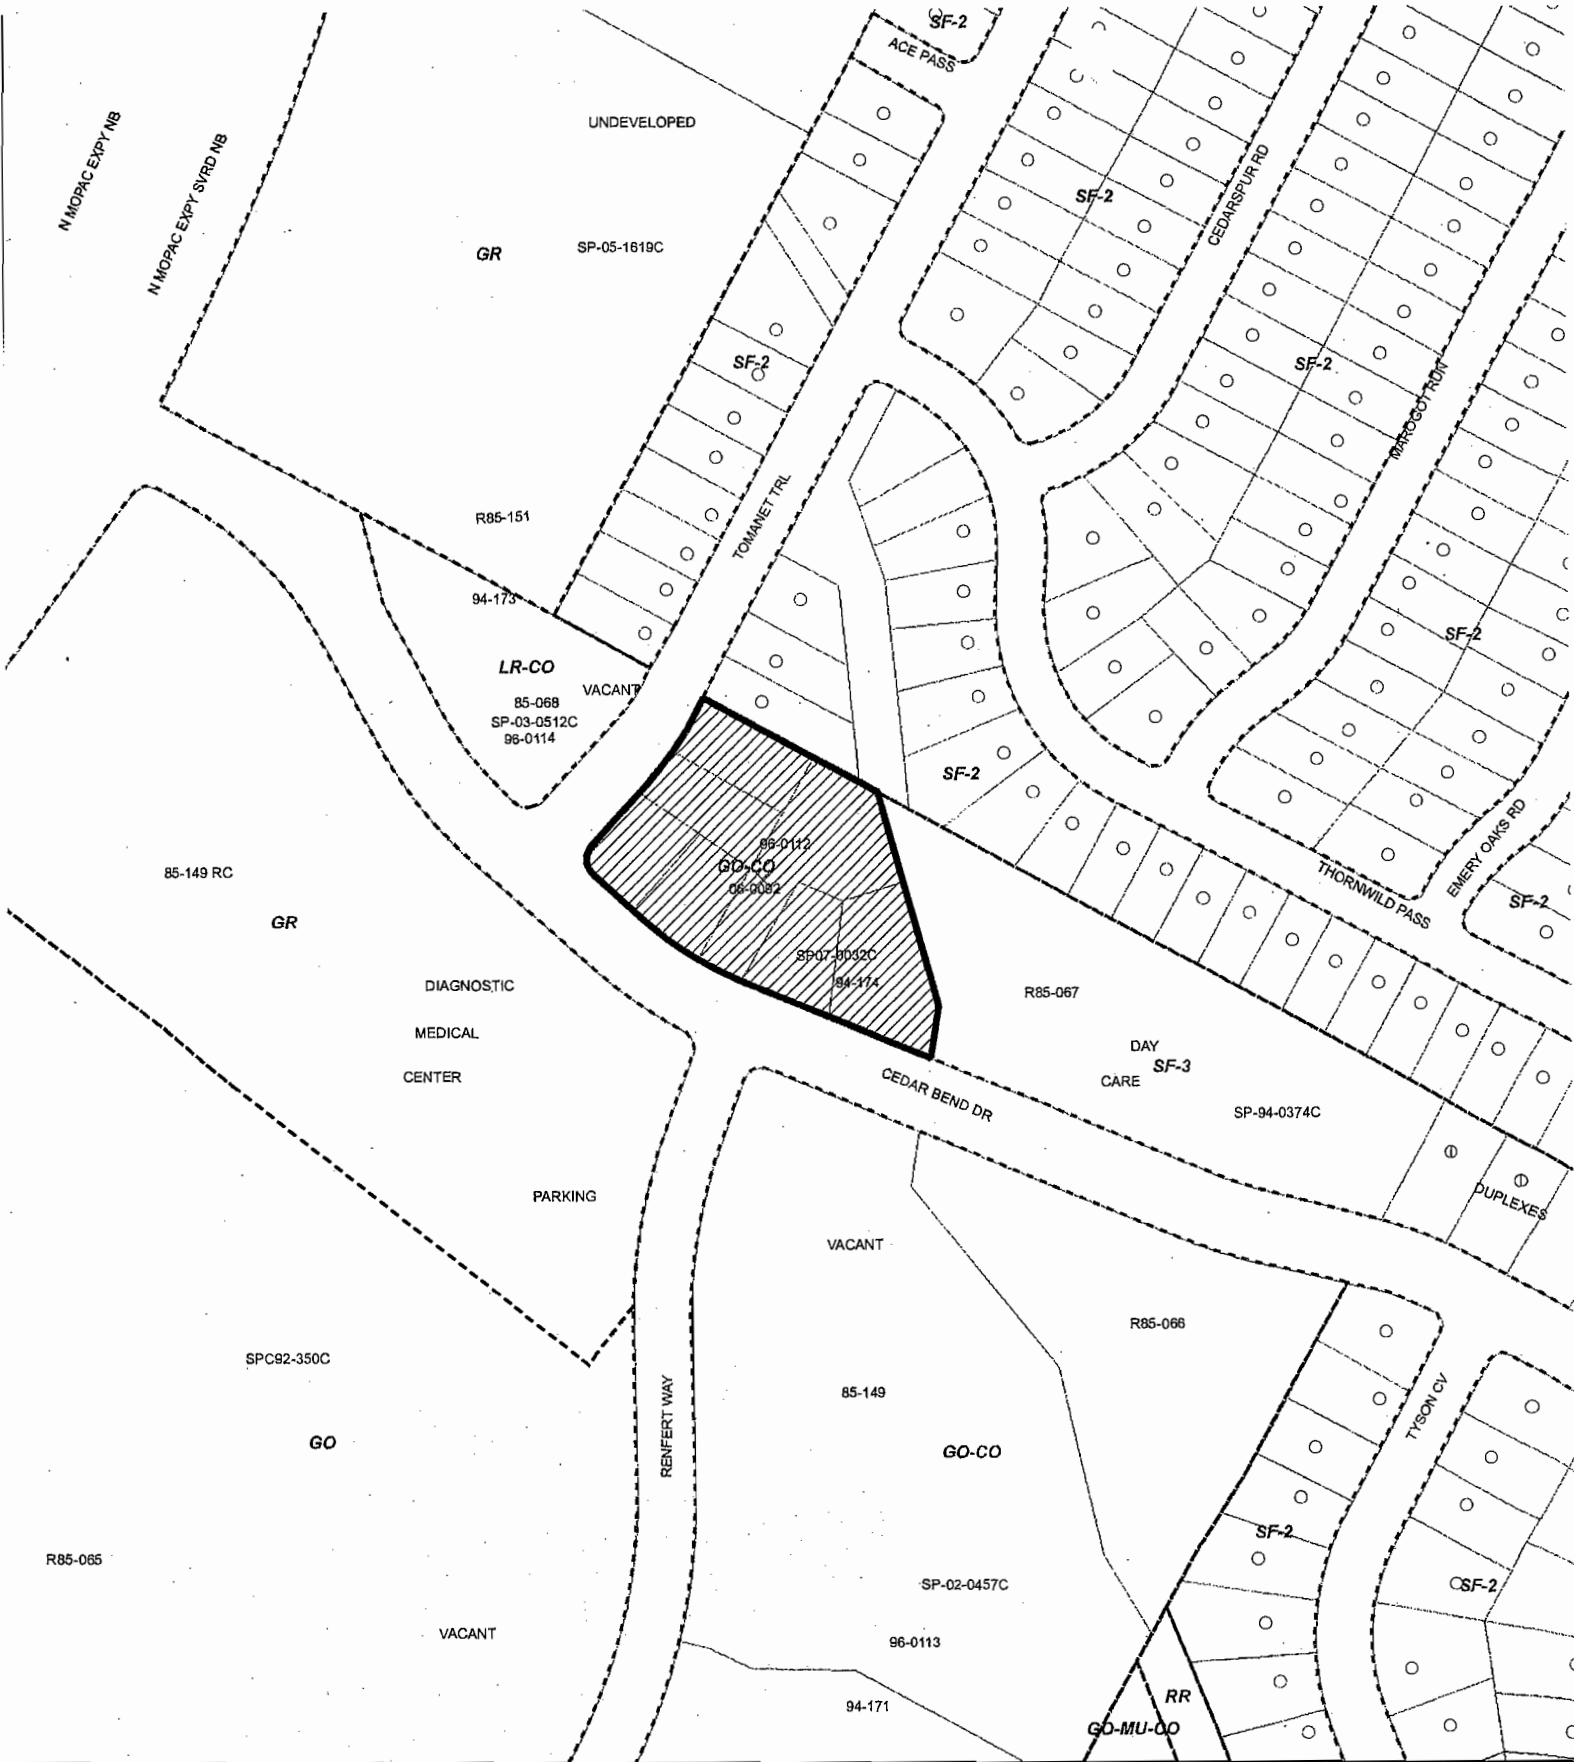 SF-2
ACE PASS
UNDEVELOPED
N MOPAC EXPY NB
N MOPAC EXPY SVRD NB
GR
SP-05-1619C
SF-2
CEDARSPUR RD
SF-2
SF-2
MAROGOT RUN
R85-151
TOMANET TRL
94-173
LR-CO
VACANT
85-068
SP-03-0512C
96-0114
SF-2
SF-2
96-0112
GO-CO
06-0092
SP07-0032C
94-174
THORNWILD PASS
EMERY OAKS RD
SF-2
85-149 RC
GR
DIAGNOSTIC
MEDICAL
CENTER
R85-067
DAY
CARE
SF-3
SP-94-0374C
CEDAR BEND DR
PARKING
DUPLEXES
VACANT
R85-066
SPC92-350C
GO
RENFERT WAY
85-149
GO-CO
TYSON CV
SF-2
SF-2
R85-065
SP-02-0457C
VACANT
96-0113
94-171
RR
GO-MU-CO